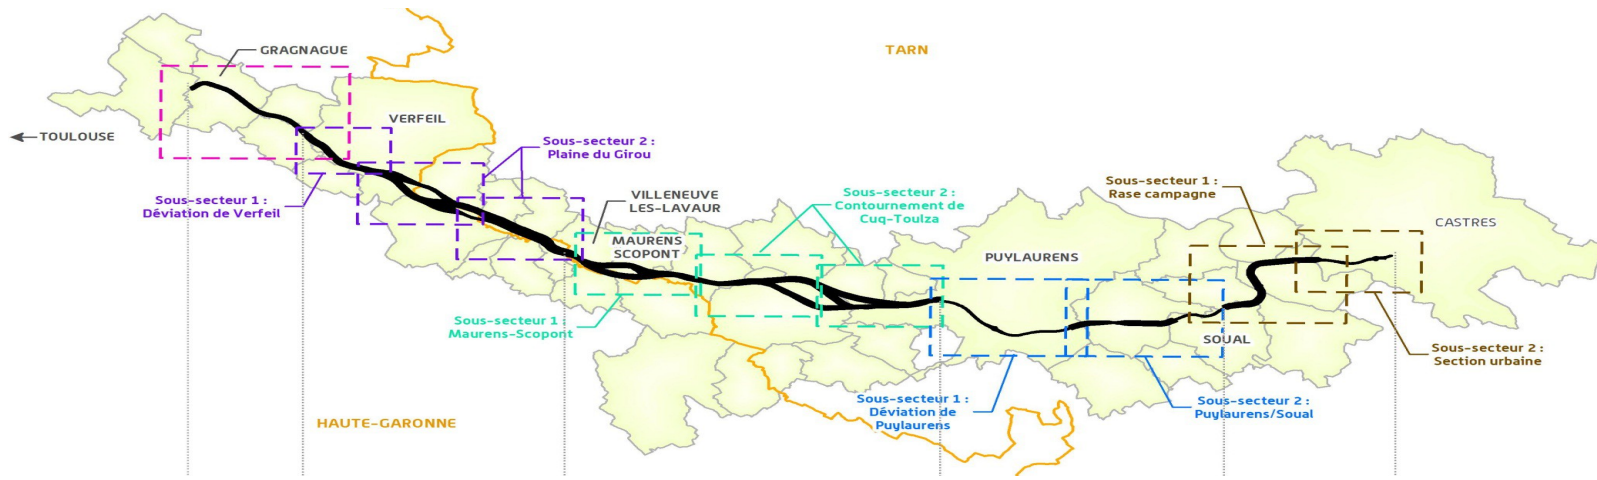 GRAGNAGUE
TARN
TOULOUSE
VERFEIL
Sous-secteur 2 :
Plaine du Girou
Sous-secteur 1 :
Déviation de Verfeil
VILLENEUVE
LES-LAVAUR
MAURENS
SCOPONT
Sous-secteur 2 :
Contournement de
Cuq-Toulza
Sous-secteur 1 :
Rase campagne
CASTRES
PUYLAURENS
Sous-secteur 1 :
Maurens-Scopont
SOUAL
Sous-secteur 2 :
Section urbaine
Sous-secteur 1 :
Déviation de
Puylaurens
Sous-secteur 2 :
Puylaurens/Soual
HAUTE-GARONNE